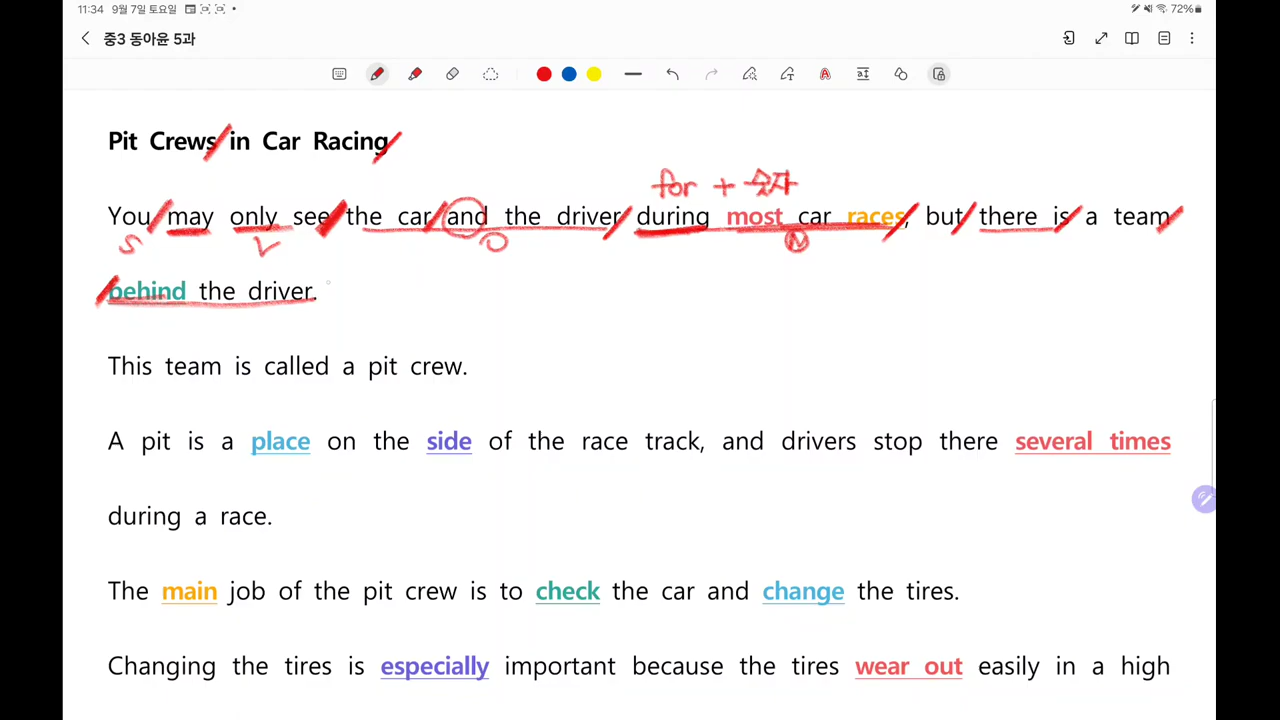 11:34 9월 7일 토요일
72%
중3 동아윤 5과
Pit Crews in Car Racing
for + 숫자
You may only see the car and the driver during most car races, but there is a team
S V O N
behind the driver.
This team is called a pit crew.
A pit is a place on the side of the race track, and drivers stop there several times
during a race.
The main job of the pit crew is to check the car and change the tires.
Changing the tires is especially important because the tires wear out easily in a high